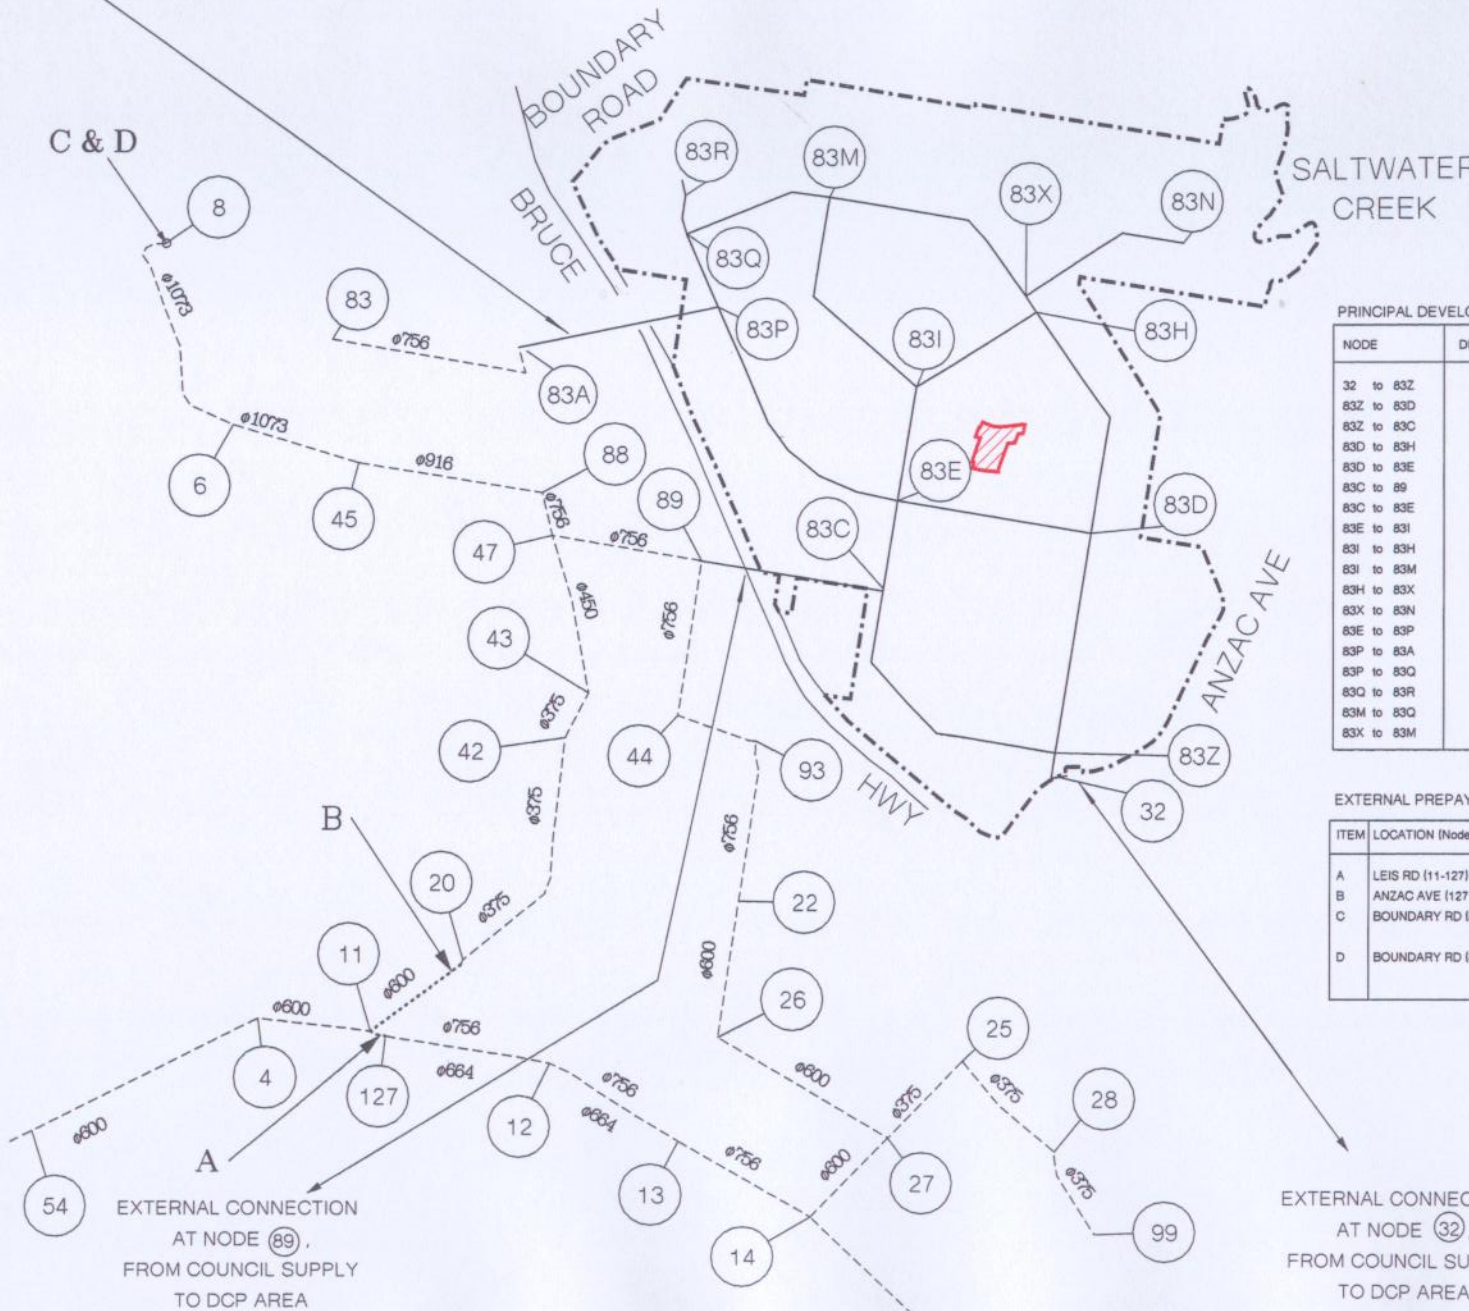 BOUNDARY
ROAD
C & D
8
83R
83M
83X
83N
SALTWATER
CREEK
BRUCE
83Q
ø1073
83
ø756
83P
83I
83H
83A
PRINCIPAL DEVELO
NODE
32 to 83Z
83Z to 83D
83Z to 83C
83D to 83H
83D to 83E
83C to 89
83C to 83E
83E to 83I
83I to 83H
83I to 83M
83H to 83X
83X to 83N
83E to 83P
83P to 83A
83P to 83Q
83Q to 83R
83M to 83Q
83X to 83M
ø1073
6
45
ø916
88
89
83E
83C
83D
47
ø756
ø756
ø450
ø756
43
ø375
42
44
93
HWY
ANZAC AVE
83Z
32
B
ø375
ø756
EXTERNAL PREPAY
ITEM LOCATION (Node
A LEIS RD (11-127)
B ANZAC AVE (127
C BOUNDARY RD (
D BOUNDARY RD (
20
ø375
22
11
ø600
ø600
26
ø600
ø756
25
4
127
ø664
12
ø756
ø664
ø600
ø375
ø375
28
ø600
54
A
13
ø756
ø600
27
ø375
99
14
EXTERNAL CONNECTION
AT NODE 89 .
FROM COUNCIL SUPPLY
TO DCP AREA
EXTERNAL CONNEC
AT NODE 32
FROM COUNCIL SU
TO DCP AREA